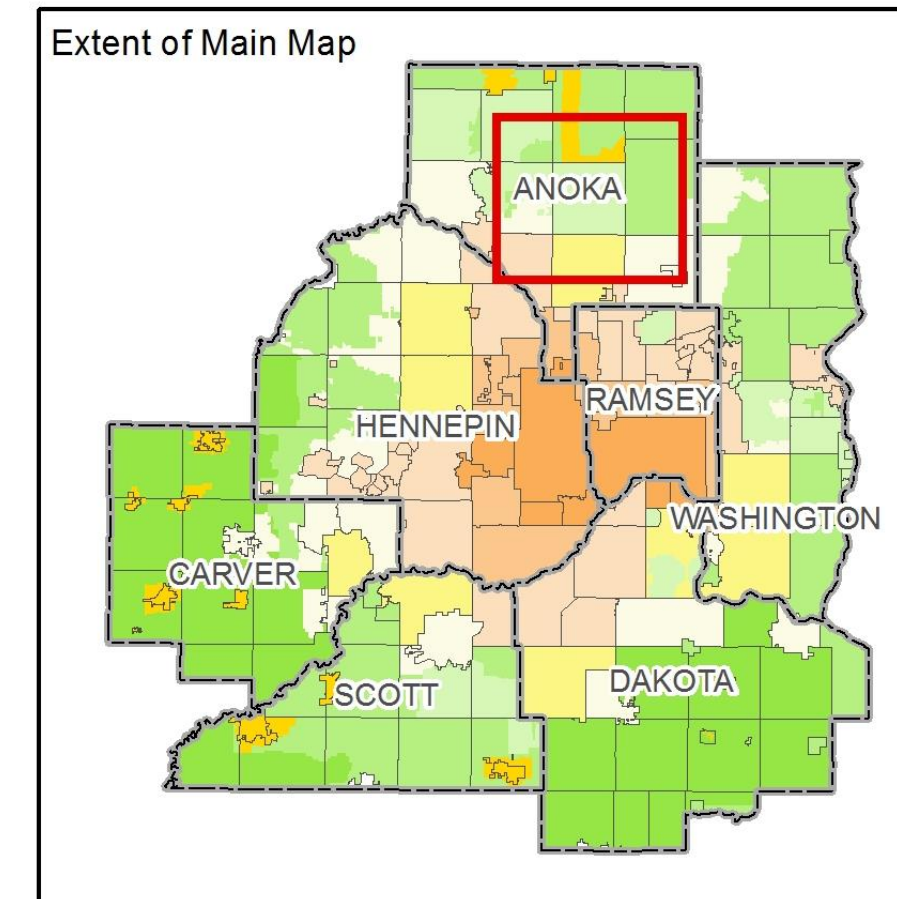 Extent of Main Map
ANOKA
HENNEPIN
RAMSEY
WASHINGTON
CARVER
SCOTT
DAKOTA